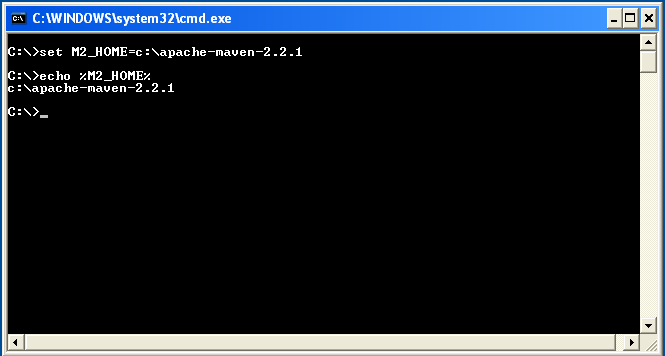 C:\WINDOWS\system32\cmd.exe
C:\>set M2_HOME=c:\apache-maven-2.2.1
C:\>echo %M2_HOME%
c:\apache-maven-2.2.1
C:\>_